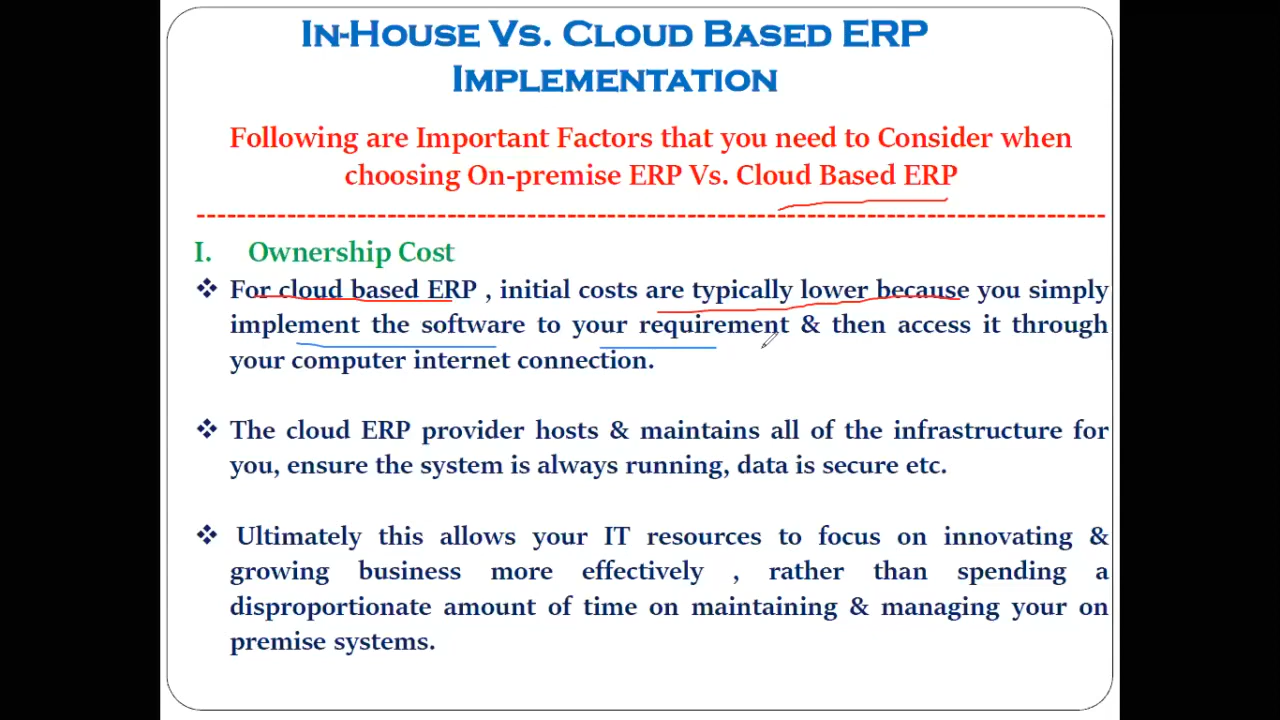 In-House Vs. Cloud Based ERP
Implementation
Following are Important Factors that you need to Consider when
choosing On-premise ERP Vs. Cloud Based ERP
I. Ownership Cost
❖ For cloud based ERP , initial costs are typically lower because you simply
implement the software to your requirement & then access it through
your computer internet connection.
❖ The cloud ERP provider hosts & maintains all of the infrastructure for
you, ensure the system is always running, data is secure etc.
❖ Ultimately this allows your IT resources to focus on innovating &
growing business more effectively , rather than spending a
disproportionate amount of time on maintaining & managing your on
premise systems.